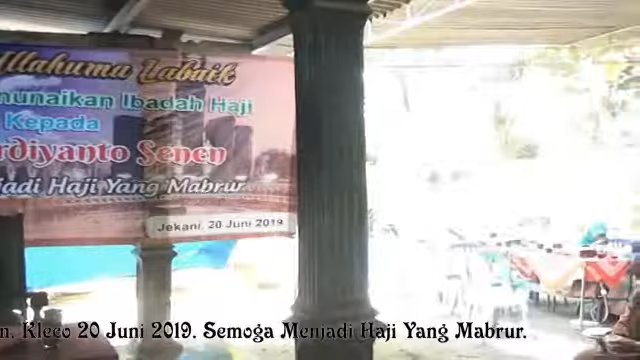 Labaik
Ibadah Haji
Kepada
Senen
Haji Yang Mabrur
Jekani, 20 Juni 2019
Kleco 20 Juni 2019. Semoga Menjadi Haji Yang Mabrur.